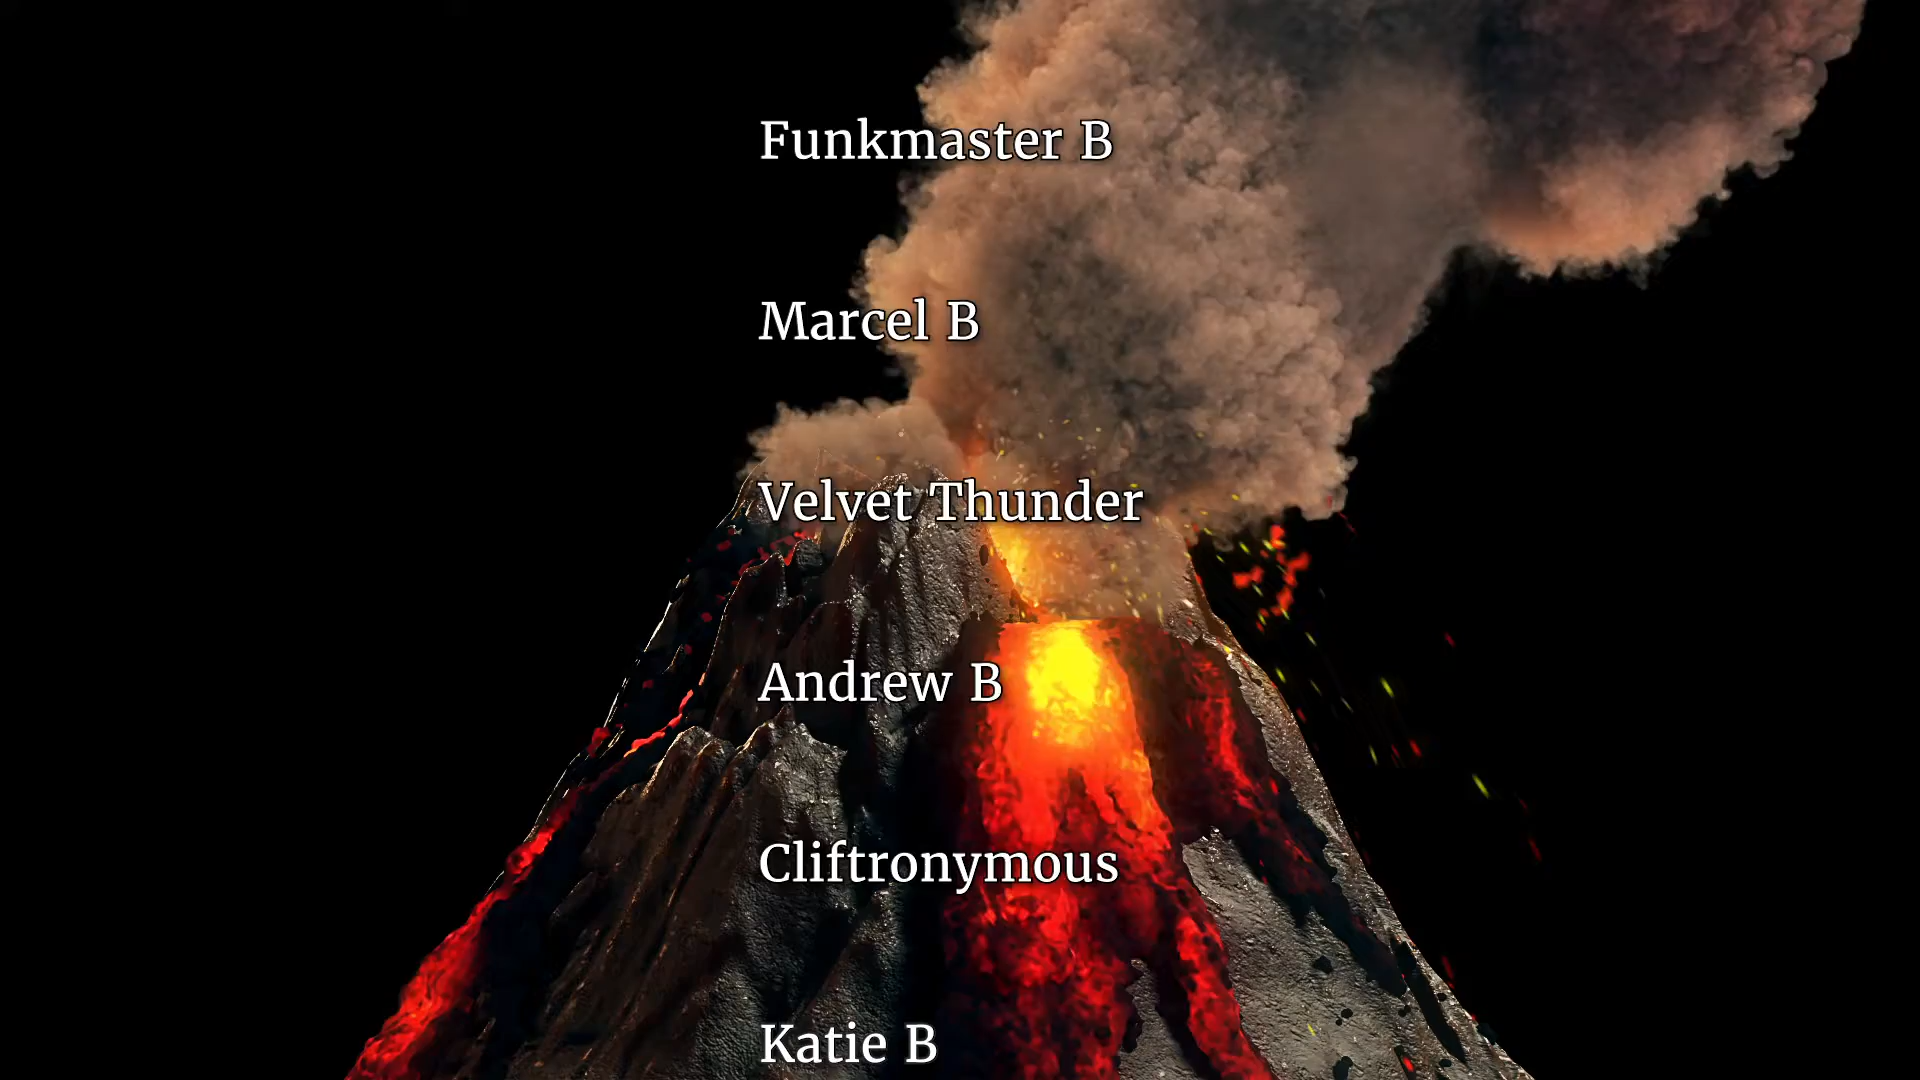 Funkmaster B
Marcel B
Velvet Thunder
Andrew B
Cliftronymous
Katie B